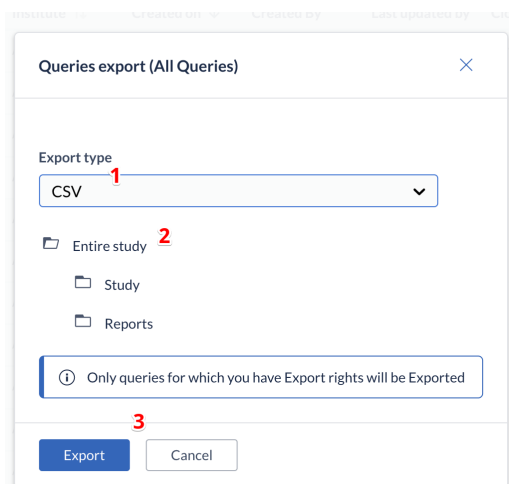 Institute Created on Created By Last updated by
Queries export (All Queries)
Export type
1
CSV
Entire study 2
Study
Reports
Only queries for which you have Export rights will be Exported
3
Export Cancel